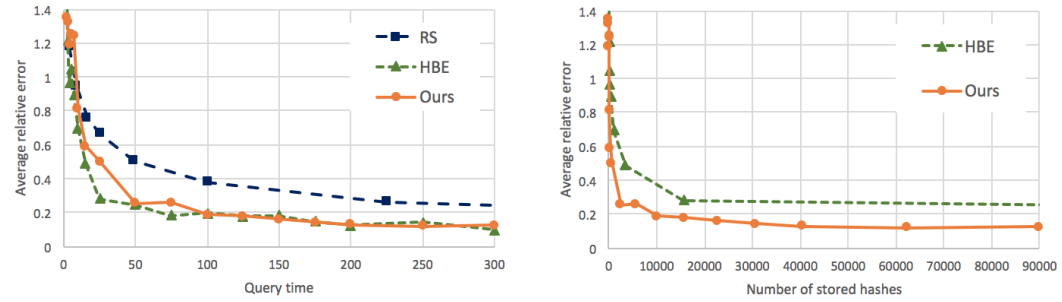 1.4
1.2
1
0.8
0.6
0.4
0.2
0
Average relative error
0 50 100 150 200 250 300
Query time
RS
HBE
Ours
1.4
1.2
1
0.8
0.6
0.4
0.2
0
Average relative error
0 10000 20000 30000 40000 50000 60000 70000 80000 90000
Number of stored hashes
HBE
Ours